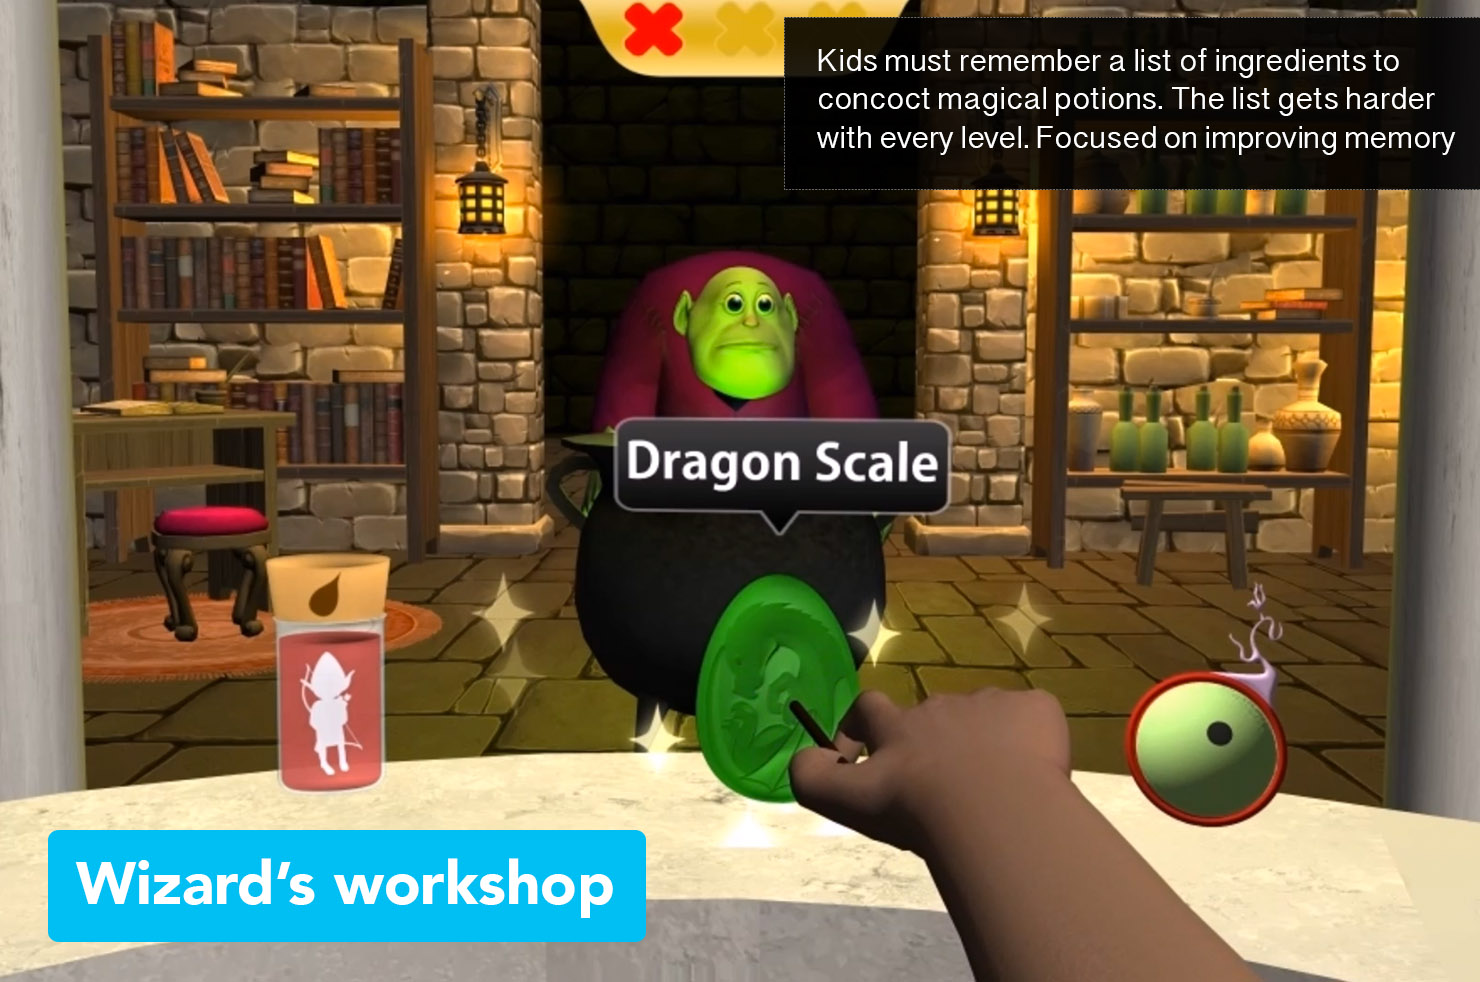 Kids must remember a list of ingredients to
concoct magical potions. The list gets harder
with every level. Focused on improving memory
Dragon Scale
Wizard’s workshop